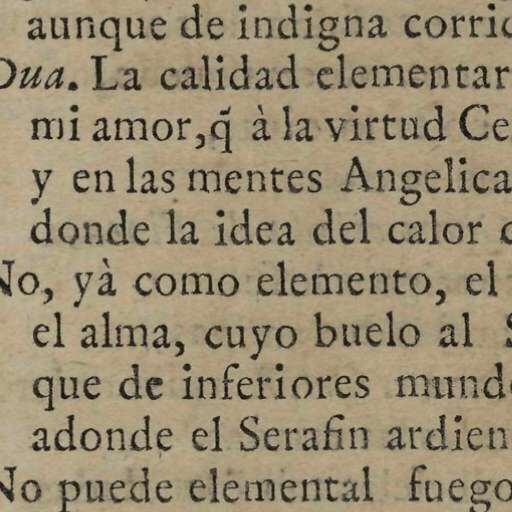 aunque de indigna corrid
Dua. La calidad elementar
mi amor,q̃ à la virtud Ce
y en las mentes Angelica
donde la idea del calor
No, yà como elemento, el
el alma, cuyo buelo al
que de inferiores mund
adonde el Serafin ardien
No puede elemental fuego